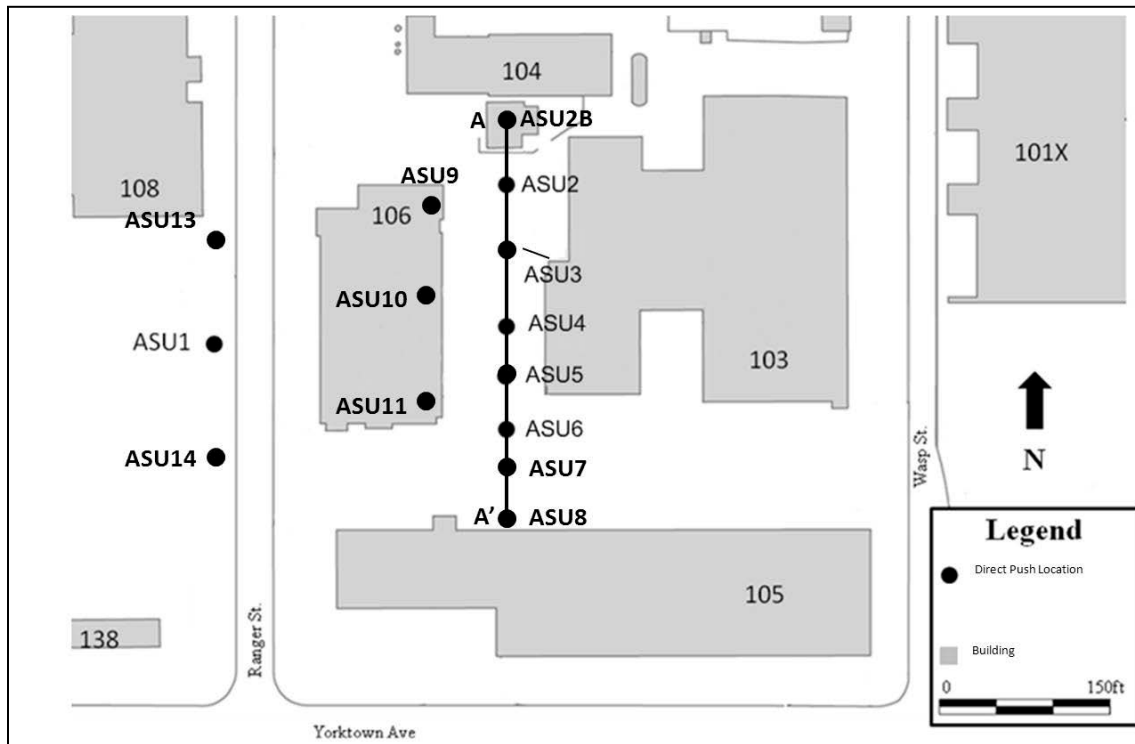 104
A ASU2B
101X
ASU9
ASU2
108
106
ASU13
ASU3
ASU10
ASU4
ASU1
103
ASU5
ASU11
ASU6
ASU14
ASU7
N
Wasp St.
A’ ASU8
Legend
Direct Push Location
105
Ranger St.
138
Building
0 150ft
Yorktown Ave